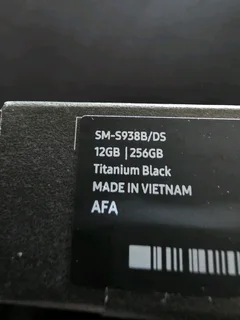 SM-S938B/DS
12GB | 256GB
Titanium Black
MADE IN VIETNAM
AFA